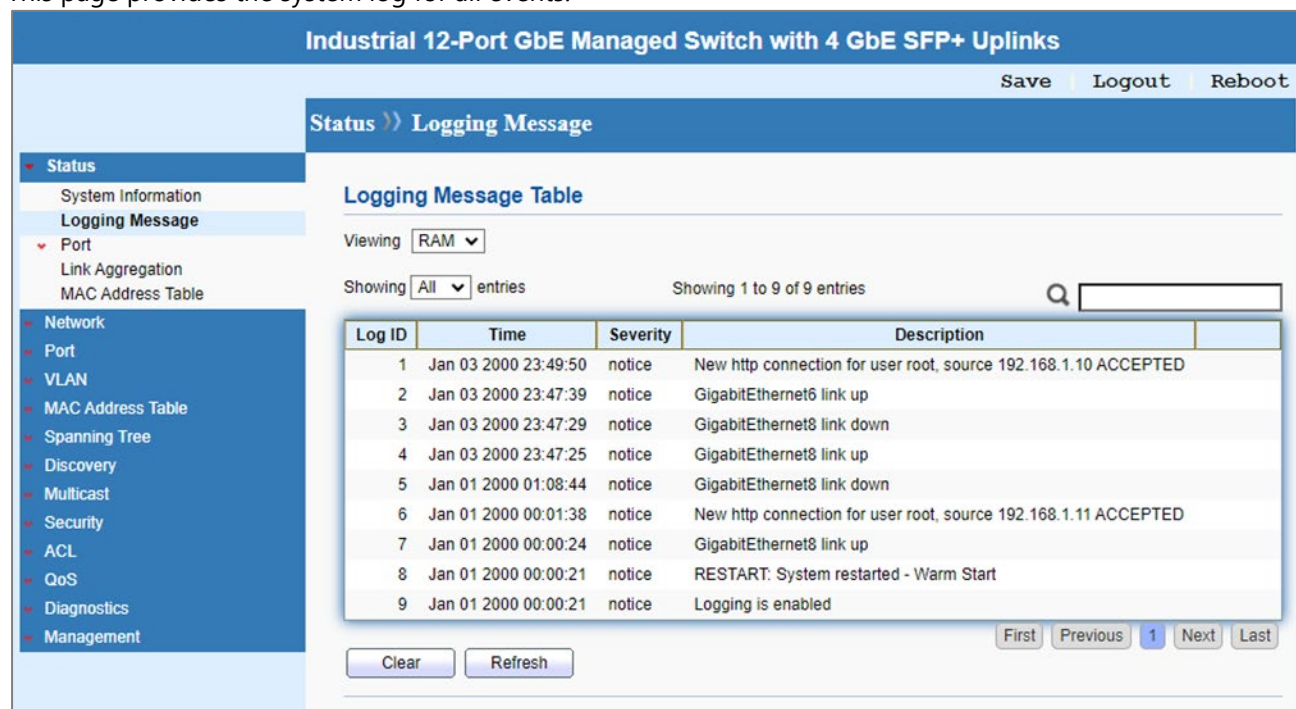 This page provides the system log for all events.
Industrial 12-Port GbE Managed Switch with 4 GbE SFP+ Uplinks
Save Logout Reboot
Status 》 Logging Message
Status
System Information
Logging Message
Port
Link Aggregation
MAC Address Table
Network
Port
VLAN
MAC Address Table
Spanning Tree
Discovery
Multicast
Security
ACL
QoS
Diagnostics
Management
Logging Message Table
Viewing RAM
Showing All entries Showing 1 to 9 of 9 entries
Log ID Time Severity Description
1 Jan 03 2000 23:49:50 notice New http connection for user root, source 192.168.1.10 ACCEPTED
2 Jan 03 2000 23:47:39 notice GigabitEthernet6 link up
3 Jan 03 2000 23:47:29 notice GigabitEthernet8 link down
4 Jan 03 2000 23:47:25 notice GigabitEthernet8 link up
5 Jan 01 2000 01:08:44 notice GigabitEthernet8 link down
6 Jan 01 2000 00:01:38 notice New http connection for user root, source 192.168.1.11 ACCEPTED
7 Jan 01 2000 00:00:24 notice GigabitEthernet8 link up
8 Jan 01 2000 00:00:21 notice RESTART: System restarted - Warm Start
9 Jan 01 2000 00:00:21 notice Logging is enabled
First Previous 1 Next Last
Clear Refresh